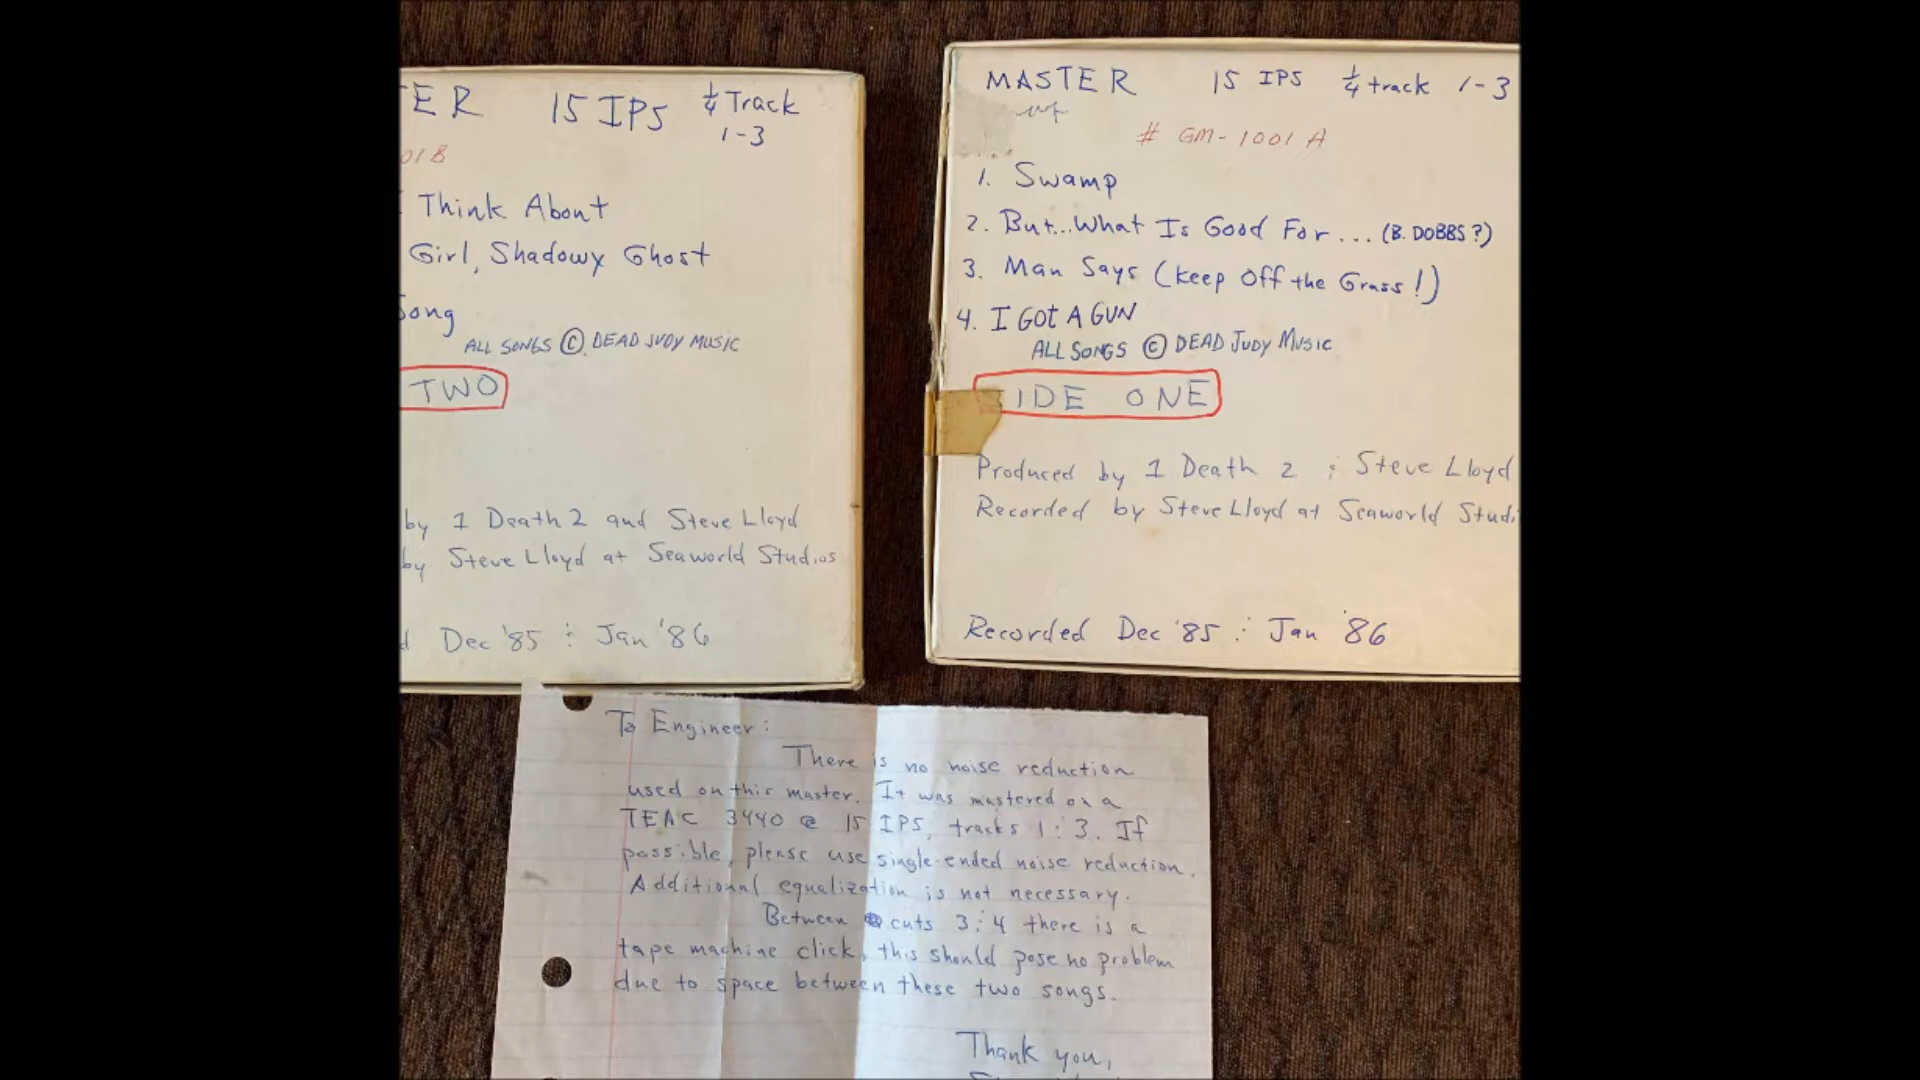 ER 15 IPS ¼ Track
1-3
01B
Think About
Girl, Shadowy Ghost
Song
ALL SONGS © DEAD JUDY MUSIC
TWO
by 1 Death 2 and Steve Lloyd
by Steve Lloyd at Seaworld Studios
d Dec '85 : Jan '86
MASTER 15 IPS ¼ track 1-3
# GM-1001 A
1. Swamp
2. But...What Is Good For... (B. DOBBS?)
3. Man Says (Keep Off the Grass!)
4. I GOT A GUN
ALL SONGS © DEAD JUDY MUSIC
IDE ONE
Produced by 1 Death 2 ; Steve Lloyd
Recorded by Steve Lloyd at Seaworld Studi
Recorded Dec '85 : Jan '86
To Engineer:
There is no noise reduction
used on this master. It was mastered on a
TEAC 3440 @ 15 IPS, tracks 1 : 3. If
possible, please use single-ended noise reduction.
Additional equalization is not necessary.
Between cuts 3 : 4 there is a
tape machine click, this should pose no problem
due to space between these two songs.
Thank you,